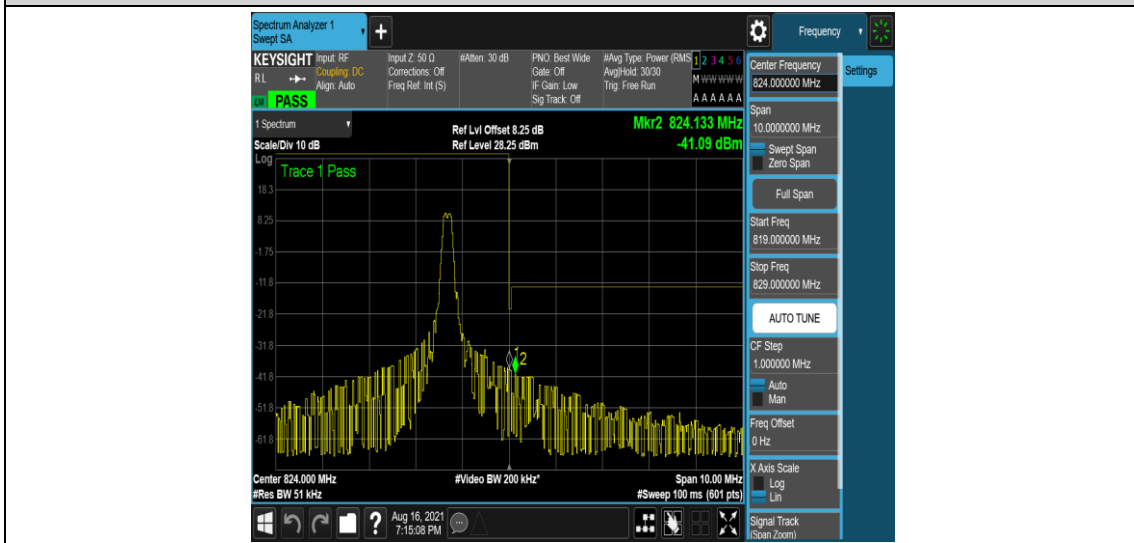 Spectrum Analyzer 1
Swept SA
+
Frequency
KEYSIGHT
RL
PASS
Input: RF
Coupling: DC
Align: Auto
Input Z: 50 Ω
Corrections: Off
Freq Ref: Int (S)
#Atten: 30 dB
PNO: Best Wide
Gate: Off
IF Gain: Low
Sig Track: Off
#Avg Type: Power (RMS
Avg|Hold: 30/30
Trig: Free Run
1 2 3 4 5 6
M W W W W W
A A A A A A
1 Spectrum
Scale/Div 10 dB
Ref Lvl Offset 8.25 dB
Ref Level 28.25 dBm
Mkr2 824.133 MHz
-41.09 dBm
Log
Trace 1 Pass
18.3
8.25
-1.75
-11.8
-21.8
-31.8
-41.8
-51.8
-61.8
1
2
Center 824.000 MHz
#Res BW 51 kHz
#Video BW 200 kHz*
Span 10.00 MHz
#Sweep 100 ms (601 pts)
Center Frequency
824.000000 MHz
Settings
Span
10.0000000 MHz
Swept Span
Zero Span
Full Span
Start Freq
819.000000 MHz
Stop Freq
829.000000 MHz
AUTO TUNE
CF Step
1.000000 MHz
Auto
Man
Freq Offset
0 Hz
X Axis Scale
Log
Lin
Signal Track
(Span Zoom)
?
Aug 16, 2021
7:15:08 PM